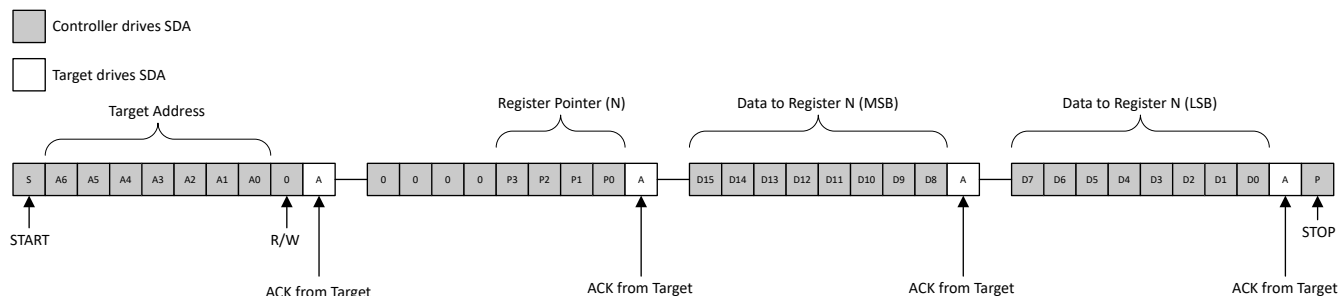 Controller drives SDA
Target drives SDA
Target Address
Register Pointer (N)
Data to Register N (MSB)
Data to Register N (LSB)
S A6 A5 A4 A3 A2 A1 A0 0 A 0 0 0 0 P3 P2 P1 P0 A D15 D14 D13 D12 D11 D10 D9 D8 A D7 D6 D5 D4 D3 D2 D1 D0 A P
START
R/W
STOP
ACK from Target
ACK from Target
ACK from Target
ACK from Target